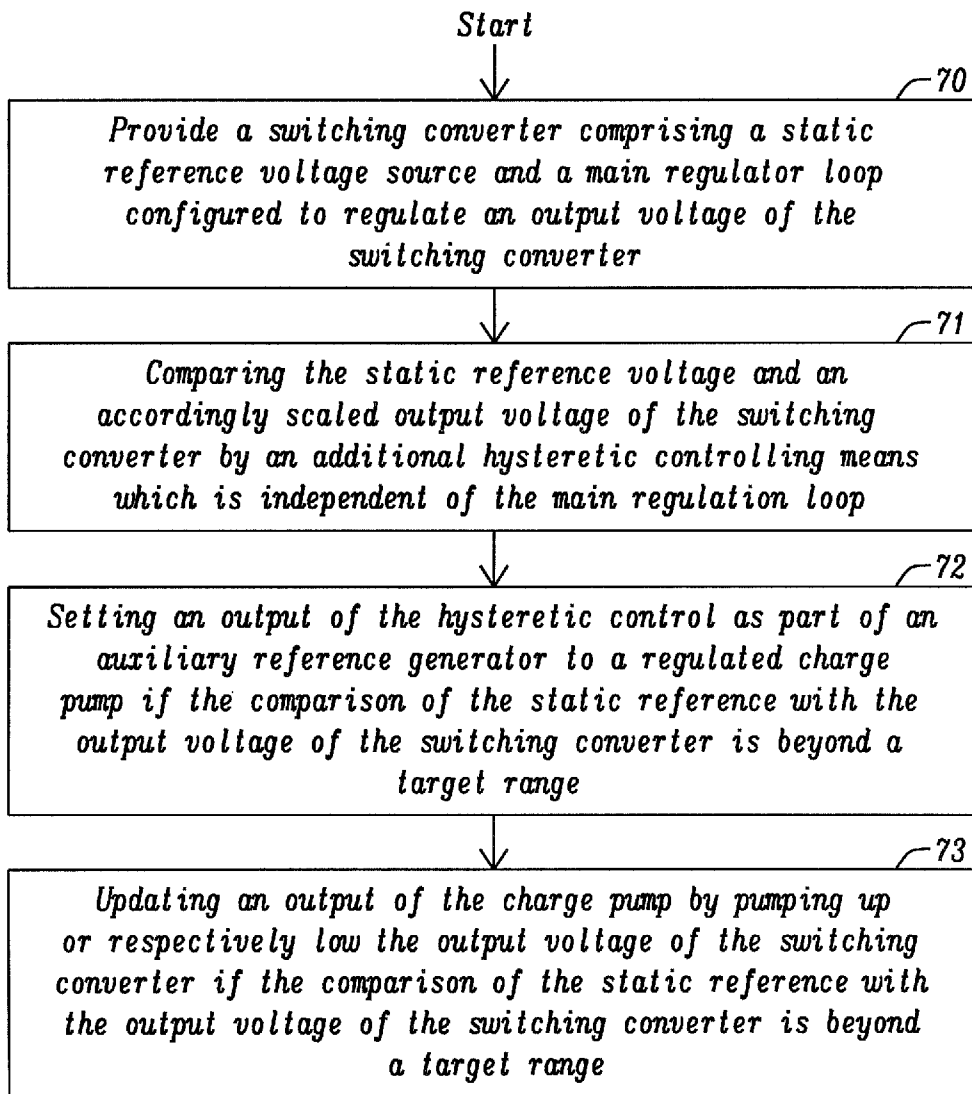 Start
70
Provide a switching converter comprising a static
reference voltage source and a main regulator loop
configured to regulate an output voltage of the
switching converter
71
Comparing the static reference voltage and an
accordingly scaled output voltage of the switching
converter by an additional hysteretic controlling means
which is independent of the main regulation loop
72
Setting an output of the hysteretic control as part of an
auxiliary reference generator to a regulated charge
pump if the comparison of the static reference with the
output voltage of the switching converter is beyond a
target range
73
Updating an output of the charge pump by pumping up
or respectively low the output voltage of the switching
converter if the comparison of the static reference with
the output voltage of the switching converter is beyond
a target range